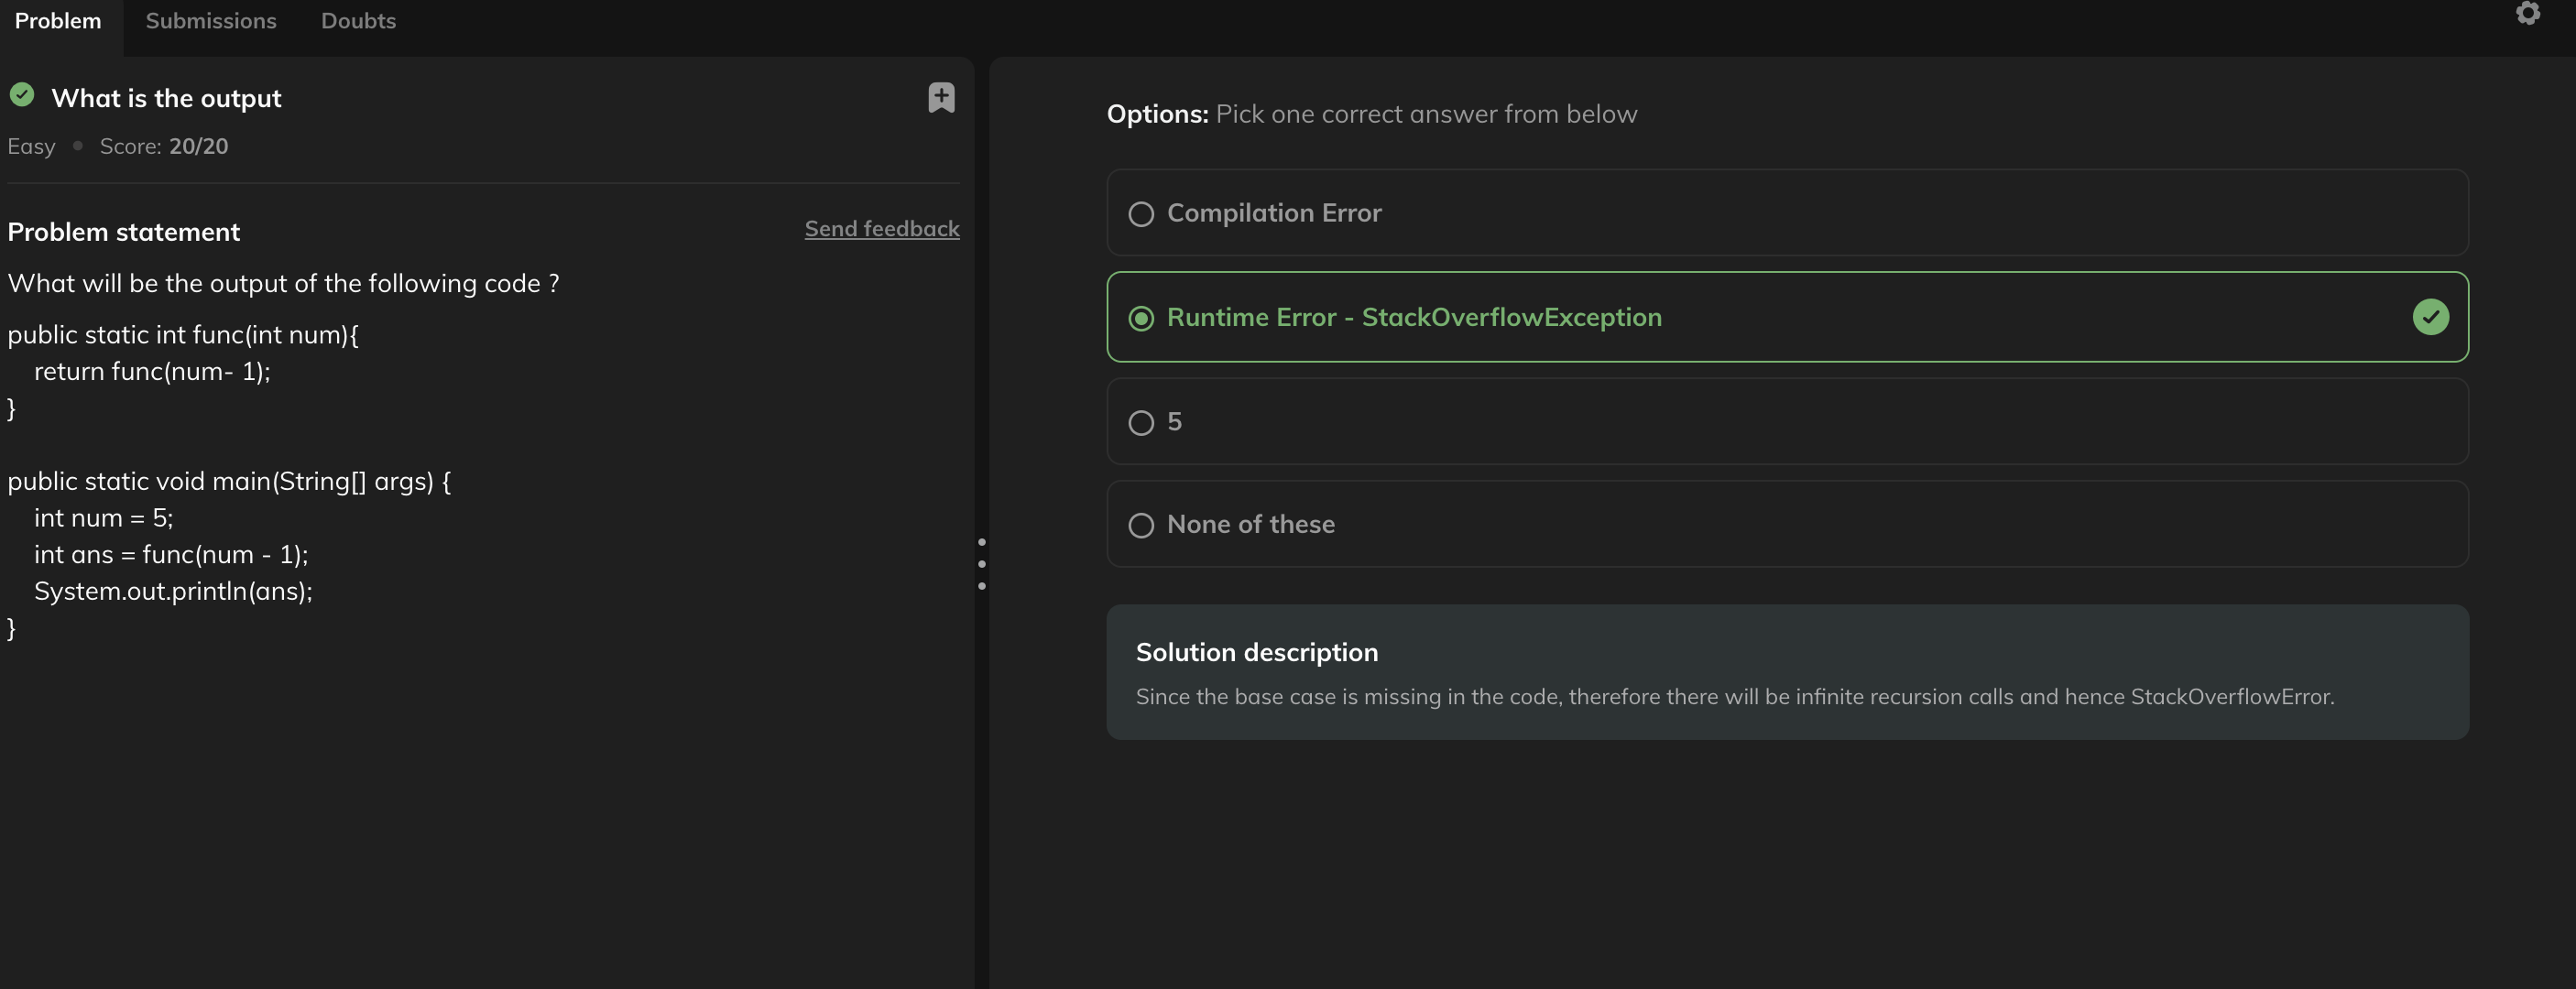 Problem Submissions Doubts
What is the output
Easy • Score: 20/20
Problem statement
Send feedback
What will be the output of the following code ?
public static int func(int num){
    return func(num- 1);
}
public static void main(String[] args) {
    int num = 5;
    int ans = func(num - 1);
    System.out.println(ans);
}
Options: Pick one correct answer from below
Compilation Error
Runtime Error - StackOverflowException
5
None of these
Solution description
Since the base case is missing in the code, therefore there will be infinite recursion calls and hence StackOverflowError.